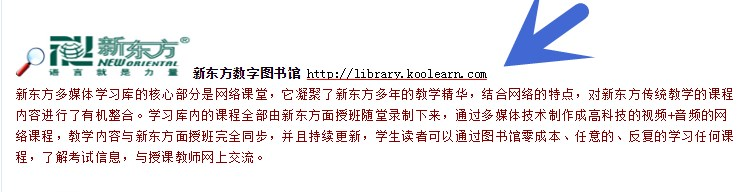 新东方®
NEW ORIENTAL
语言就是力量
新东方数字图书馆 http://library.koolearn.com
新东方多媒体学习库的核心部分是网络课堂，它凝聚了新东方多年的教学精华，结合网络的特点，对新东方传统教学的课程
内容进行了有机整合。学习库内的课程全部由新东方面授班随堂录制下来，通过多媒体技术制作成高科技的视频+音频的网
络课程，教学内容与新东方面授班完全同步，并且持续更新，学生读者可以通过图书馆零成本、任意的、反复的学习任何课
程，了解考试信息，与授课教师网上交流。